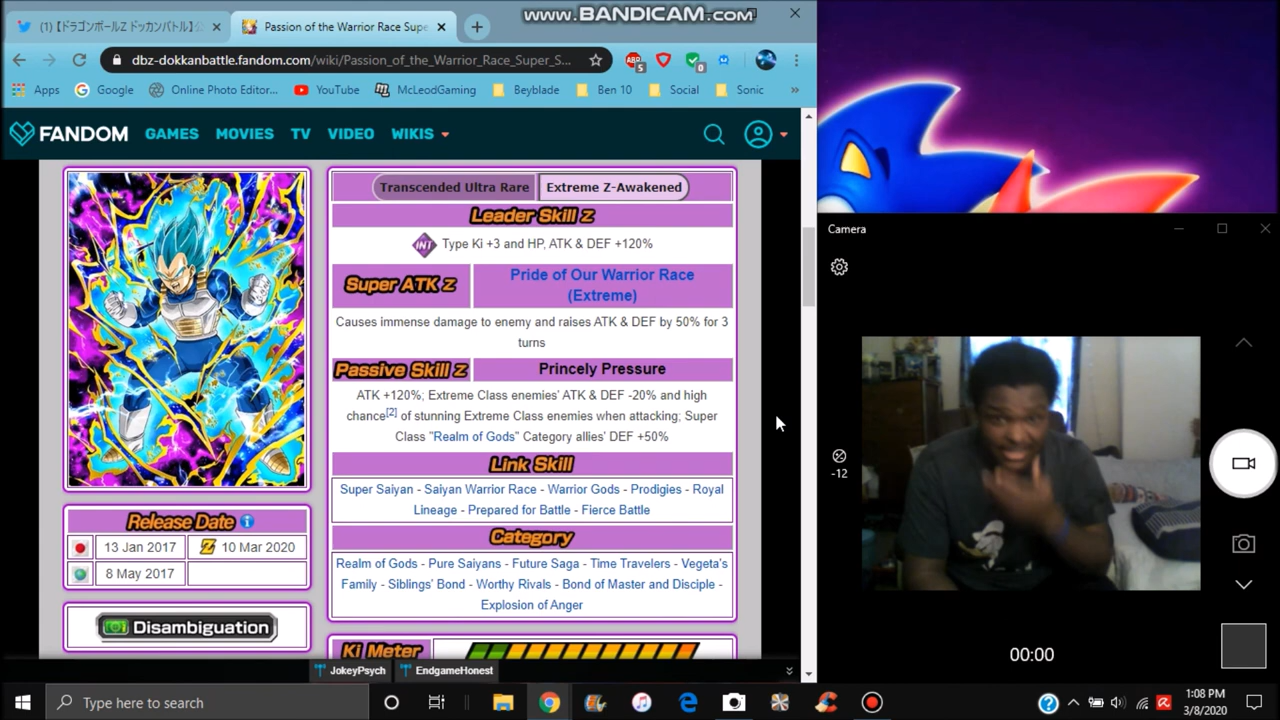 www.BANDICAM.com
(1)【ドラゴンボールZ ドッカンバトル】公
Passion of the Warrior Race Supe
dbz-dokkanbattle.fandom.com/wiki/Passion_of_the_Warrior_Race_Super_S...
ABP
5
0
Apps
Google
Online Photo Editor...
YouTube
McLeodGaming
Beyblade
Ben 10
Social
Sonic
»
FANDOM
GAMES
MOVIES
TV
VIDEO
WIKIS
Transcended Ultra Rare
Extreme Z-Awakened
Leader Skill Z
INT Type Ki +3 and HP, ATK & DEF +120%
Super ATK Z
Pride of Our Warrior Race
(Extreme)
Causes immense damage to enemy and raises ATK & DEF by 50% for 3
turns
Passive Skill Z
Princely Pressure
ATK +120%; Extreme Class enemies' ATK & DEF -20% and high
chance[2] of stunning Extreme Class enemies when attacking; Super
Class "Realm of Gods" Category allies' DEF +50%
Link Skill
Super Saiyan - Saiyan Warrior Race - Warrior Gods - Prodigies - Royal
Lineage - Prepared for Battle - Fierce Battle
Category
Realm of Gods - Pure Saiyans - Future Saga - Time Travelers - Vegeta's
Family - Siblings' Bond - Worthy Rivals - Bond of Master and Disciple -
Explosion of Anger
Ki Meter
Release Date
13 Jan 2017
Z 10 Mar 2020
8 May 2017
Disambiguation
JokeyPsych
EndgameHonest
Camera
-12
00:00
Type here to search
1:08 PM
3/8/2020